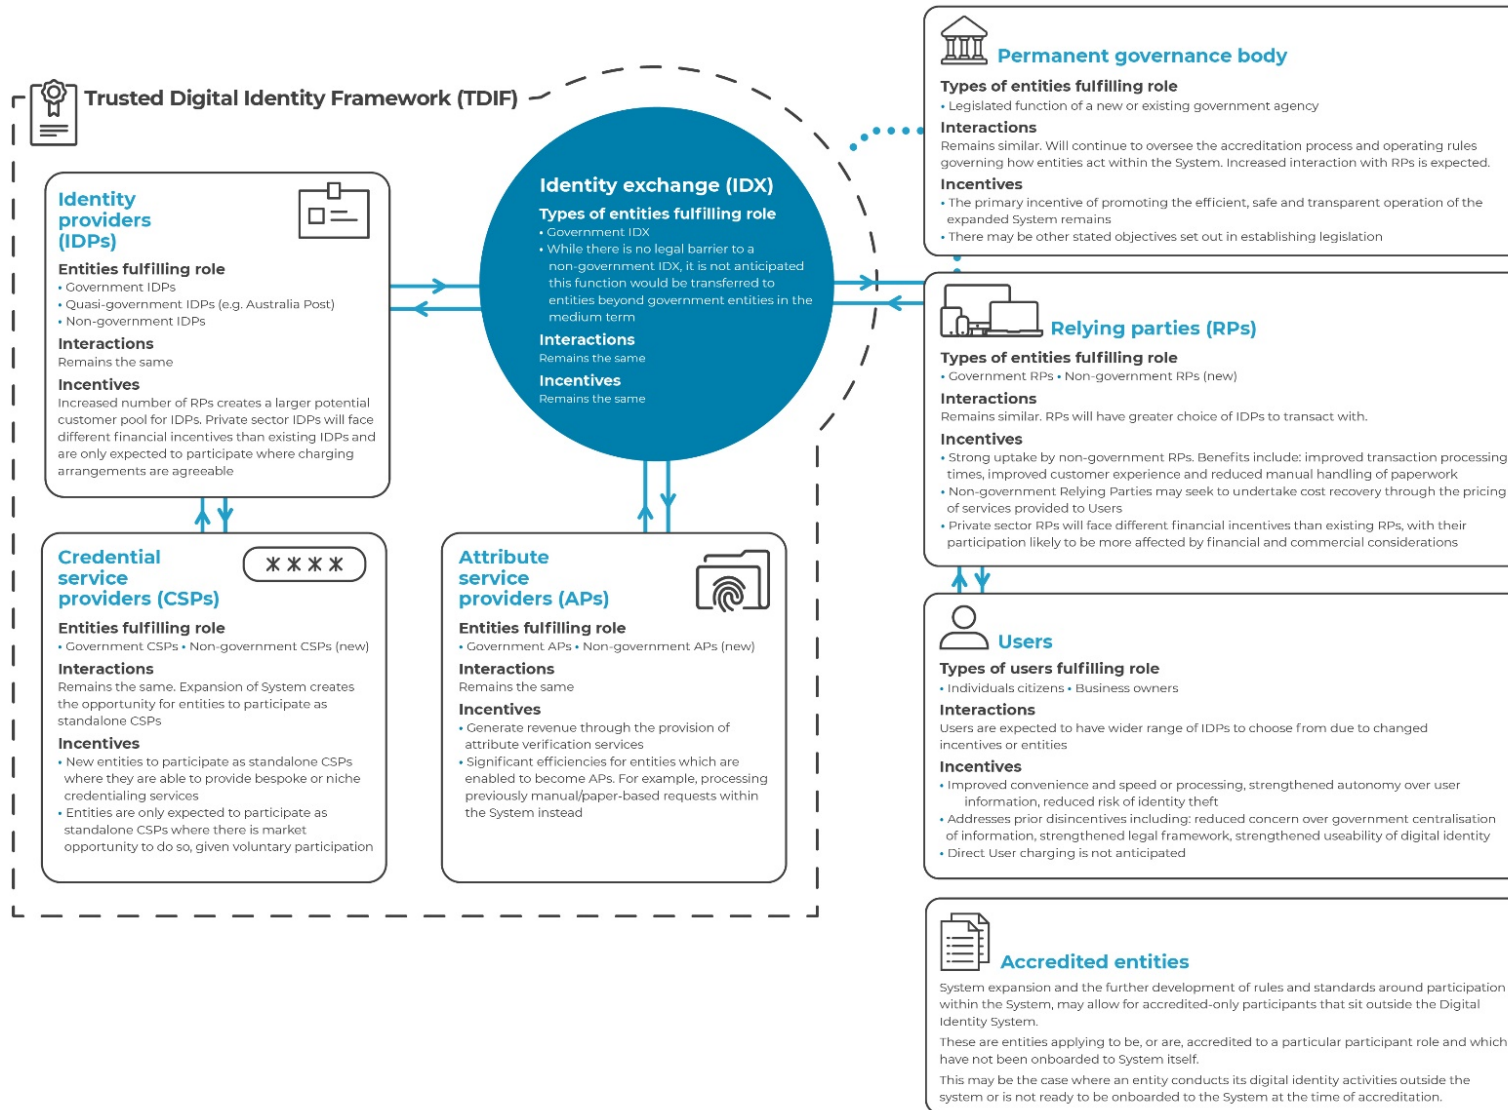 Trusted Digital Identity Framework (TDIF)
Identity
providers
(IDPs)
Entities fulfilling role
• Government IDPs
• Quasi-government IDPs (e.g. Australia Post)
• Non-government IDPs
Interactions
Remains the same
Incentives
Increased number of RPs creates a larger potential
customer pool for IDPs. Private sector IDPs will face
different financial incentives than existing IDPs and
are only expected to participate where charging
arrangements are agreeable
Identity exchange (IDX)
Types of entities fulfilling role
• Government IDX
• While there is no legal barrier to a
non-government IDX, it is not anticipated
this function would be transferred to
entities beyond government entities in the
medium term
Interactions
Remains the same
Incentives
Remains the same
Credential
service
providers (CSPs)
****
Entities fulfilling role
• Government CSPs • Non-government CSPs (new)
Interactions
Remains the same. Expansion of System creates
the opportunity for entities to participate as
standalone CSPs
Incentives
• New entities to participate as standalone CSPs
where they are able to provide bespoke or niche
credentialing services
• Entities are only expected to participate as
standalone CSPs where there is market
opportunity to do so, given voluntary participation
Attribute
service
providers (APs)
Entities fulfilling role
• Government APs • Non-government APs (new)
Interactions
Remains the same
Incentives
• Generate revenue through the provision of
attribute verification services
• Significant efficiencies for entities which are
enabled to become APs. For example, processing
previously manual/paper-based requests within
the System instead
Permanent governance body
Types of entities fulfilling role
• Legislated function of a new or existing government agency
Interactions
Remains similar. Will continue to oversee the accreditation process and operating rules
governing how entities act within the System. Increased interaction with RPs is expected.
Incentives
• The primary incentive of promoting the efficient, safe and transparent operation of the
expanded System remains
• There may be other stated objectives set out in establishing legislation
Relying parties (RPs)
Types of entities fulfilling role
• Government RPs • Non-government RPs (new)
Interactions
Remains similar. RPs will have greater choice of IDPs to transact with.
Incentives
• Strong uptake by non-government RPs. Benefits include: improved transaction processing
times, improved customer experience and reduced manual handling of paperwork
• Non-government Relying Parties may seek to undertake cost recovery through the pricing
of services provided to Users
• Private sector RPs will face different financial incentives than existing RPs, with their
participation likely to be more affected by financial and commercial considerations
Users
Types of users fulfilling role
• Individuals citizens • Business owners
Interactions
Users are expected to have wider range of IDPs to choose from due to changed
incentives or entities
Incentives
• Improved convenience and speed or processing, strengthened autonomy over user
information, reduced risk of identity theft
• Addresses prior disincentives including: reduced concern over government centralisation
of information, strengthened legal framework, strengthened useability of digital identity
• Direct User charging is not anticipated
Accredited entities
System expansion and the further development of rules and standards around participation
within the System, may allow for accredited-only participants that sit outside the Digital
Identity System.
These are entities applying to be, or are, accredited to a particular participant role and which
have not been onboarded to System itself.
This may be the case where an entity conducts its digital identity activities outside the
system or is not ready to be onboarded to the System at the time of accreditation.